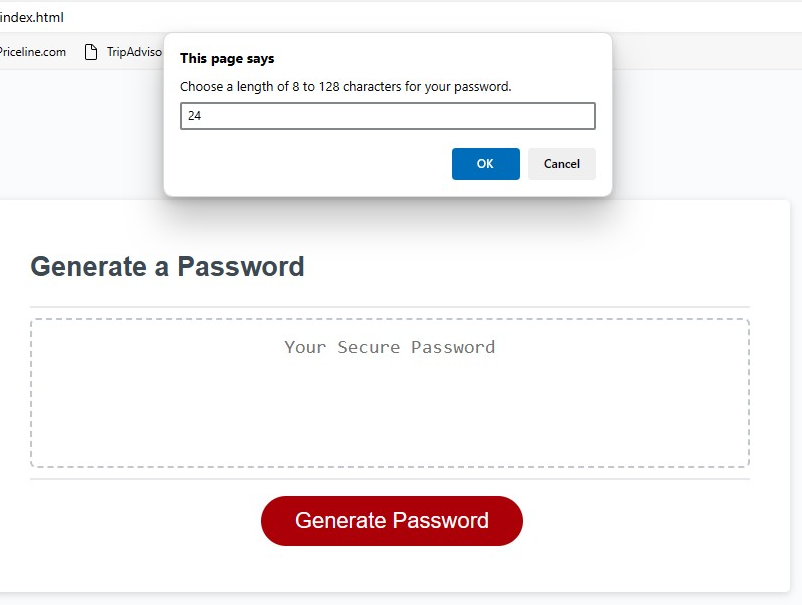 index.html
Priceline.com
TripAdviso
This page says
Choose a length of 8 to 128 characters for your password.
24
OK Cancel
Generate a Password
Your Secure Password
Generate Password